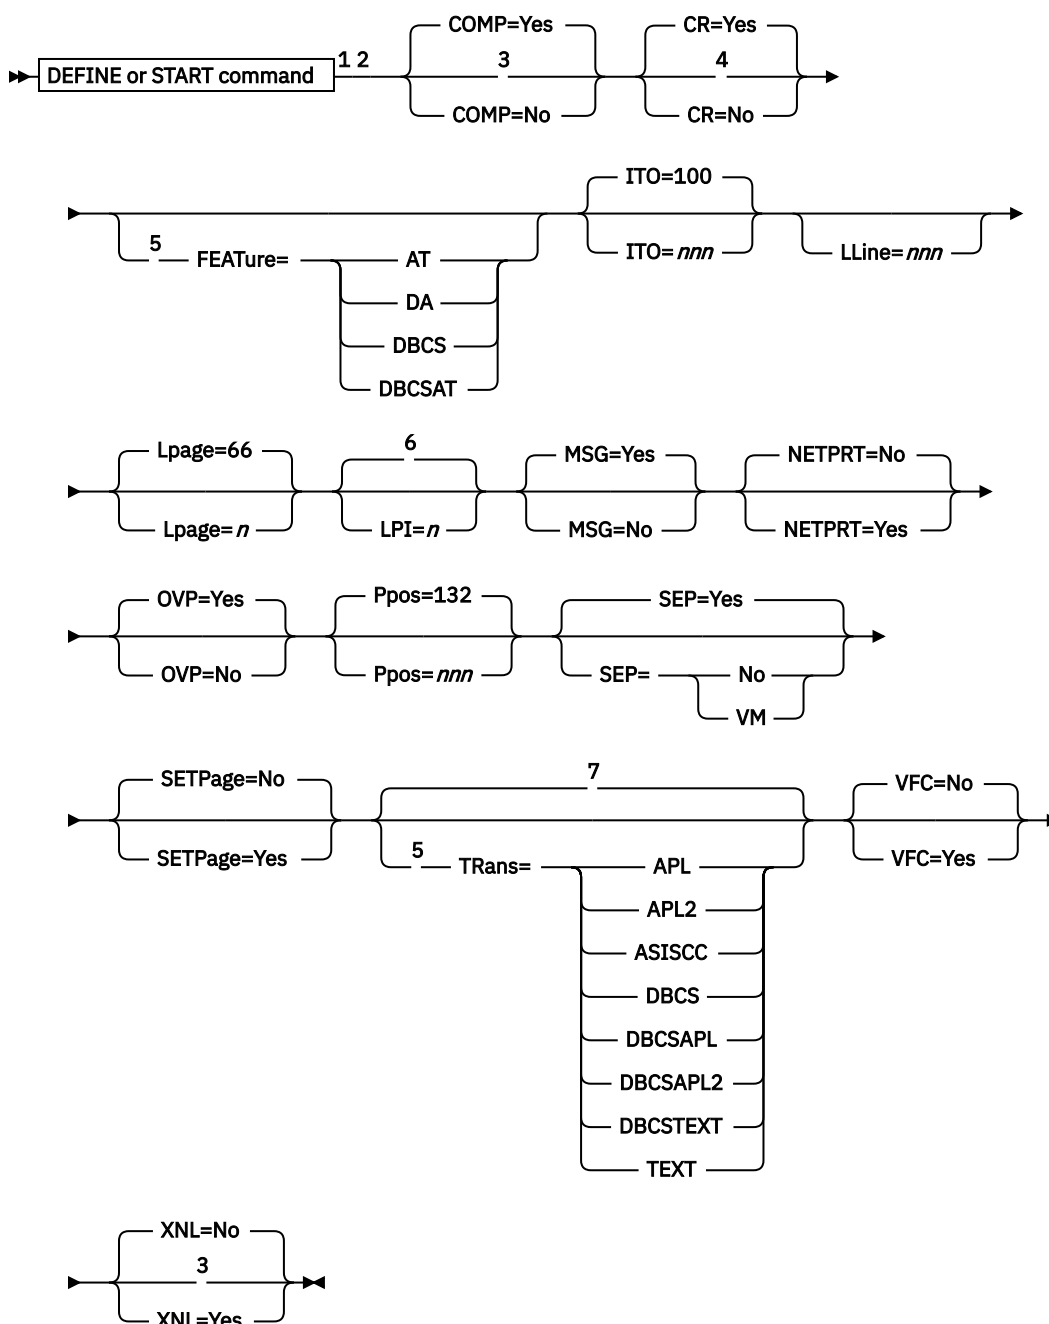 COMP=Yes CR=Yes
DEFINE or START command 1 2 3 4
COMP=No CR=No
ITO=100
5 FEATure= AT ITO=nnn LLine=nnn
DA
DBCS
DBCSAT
Lpage=66 6 MSG=Yes NETPRT=No
Lpage=n LPI=n MSG=No NETPRT=Yes
OVP=Yes Ppos=132 SEP=Yes
OVP=No Ppos=nnn SEP= No
VM
SETPage=No 7 VFC=No
SETPage=Yes 5 TRans= APL VFC=Yes
APL2
ASISCC
DBCS
DBCSAPL
DBCSAPL2
DBCSTEXT
TEXT
XNL=No
3
XNL=Yes